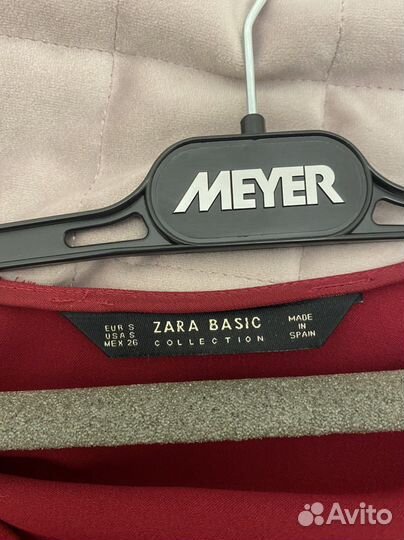 MEYER
EUR S
USA S
MEX 26
ZARA BASIC
COLLECTION
MADE
IN
SPAIN
Avito